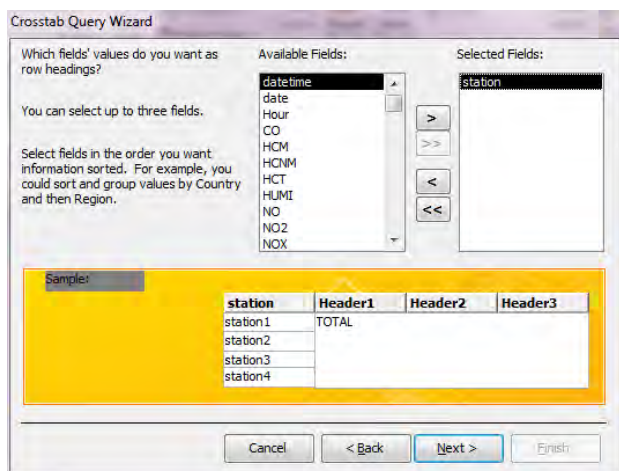 Crosstab Query Wizard
Which fields' values do you want as
row headings?
You can select up to three fields.
Select fields in the order you want
information sorted. For example, you
could sort and group values by Country
and then Region.
Available Fields:
datetime
date
Hour
CO
HCM
HCNM
HCT
HUMI
NO
NO2
NOX
>
>>
<
<<
Selected Fields:
station
Sample:
station Header1 Header2 Header3
station1 TOTAL
station2
station3
station4
Cancel < Back Next > Finish